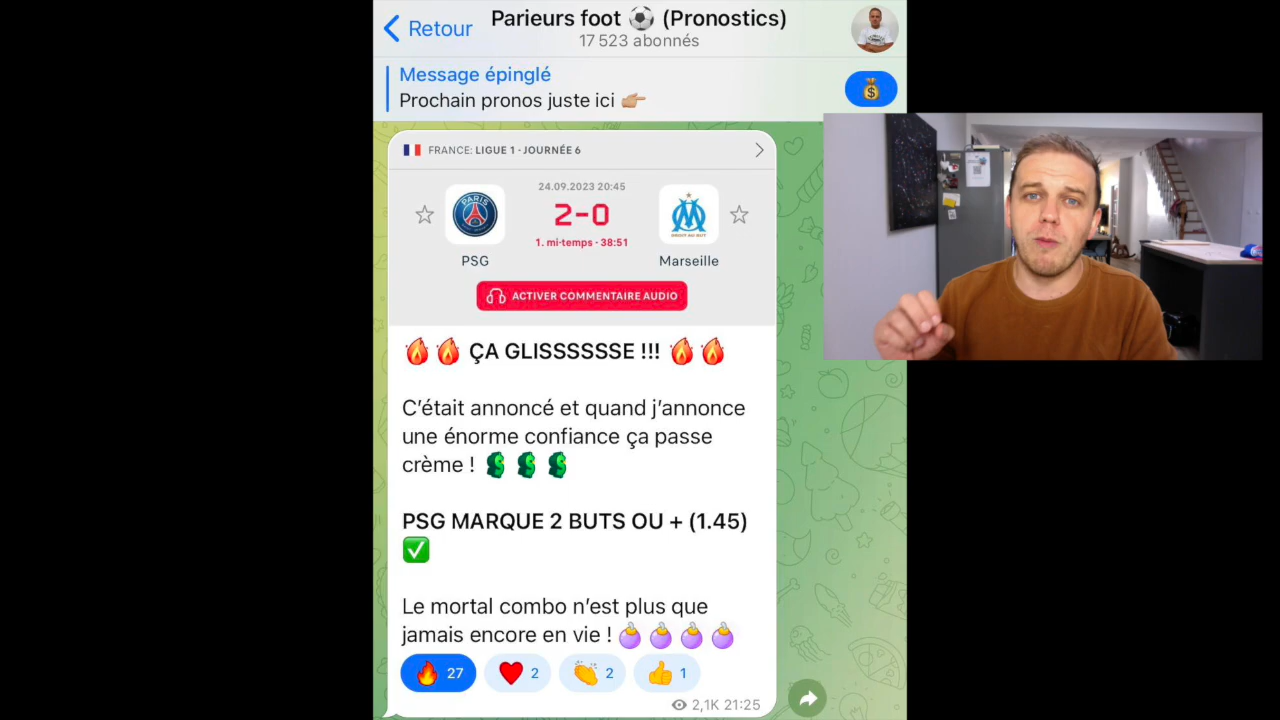 Retour
Parieurs foot ⚽ (Pronostics)
17 523 abonnés
Message épinglé
Prochain pronos juste ici 👉🏼
FRANCE: LIGUE 1 - JOURNÉE 6
24.09.2023 20:45
PARIS
2-0
1. mi-temps - 38:51
PSG
Marseille
ACTIVER COMMENTAIRE AUDIO
🔥🔥 ÇA GLISSSSSSE !!! 🔥🔥
C’était annoncé et quand j’annonce
une énorme confiance ça passe
crème !
PSG MARQUE 2 BUTS OU + (1.45)
✅
Le mortal combo n’est plus que
jamais encore en vie !
🔥 27 ❤️ 2 👏 2 👍 1
2,1K 21:25